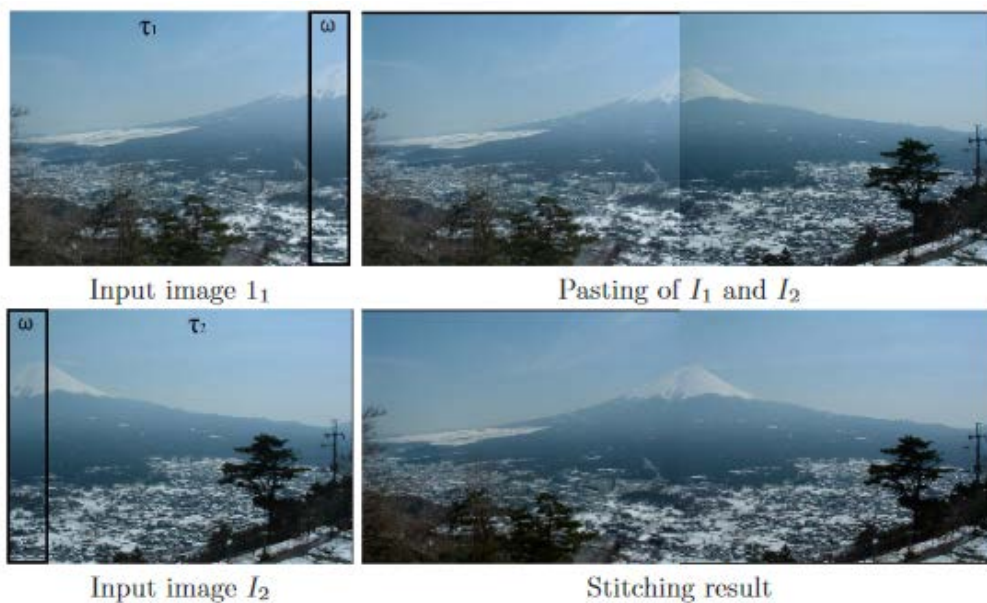 τ₁ ω
Input image 1₁
Pasting of I₁ and I₂
ω τ₂
Input image I₂
Stitching result